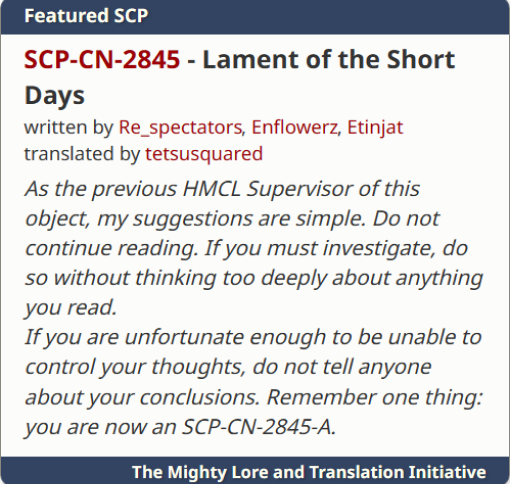 Featured SCP
SCP-CN-2845 - Lament of the Short
Days
written by Re_spectators, Enflowerz, Etinjat
translated by tetsusquared
As the previous HMCL Supervisor of this
object, my suggestions are simple. Do not
continue reading. If you must investigate, do
so without thinking too deeply about anything
you read.
If you are unfortunate enough to be unable to
control your thoughts, do not tell anyone
about your conclusions. Remember one thing:
you are now an SCP-CN-2845-A.
The Mighty Lore and Translation Initiative